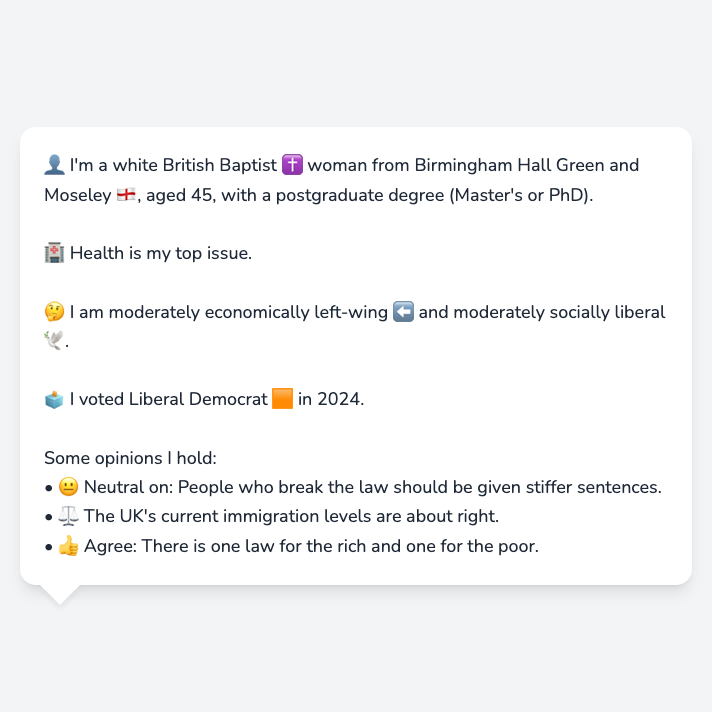 👤 I'm a white British Baptist ✝️ woman from Birmingham Hall Green and
Moseley 🏴󠁧󠁢󠁥󠁮󠁧󠁿, aged 45, with a postgraduate degree (Master's or PhD).
🏥 Health is my top issue.
🤔 I am moderately economically left-wing ⬅️ and moderately socially liberal
🕊️.
🗳️ I voted Liberal Democrat 🟧 in 2024.
Some opinions I hold:
• 😐 Neutral on: People who break the law should be given stiffer sentences.
• ⚖️ The UK's current immigration levels are about right.
• 👍 Agree: There is one law for the rich and one for the poor.